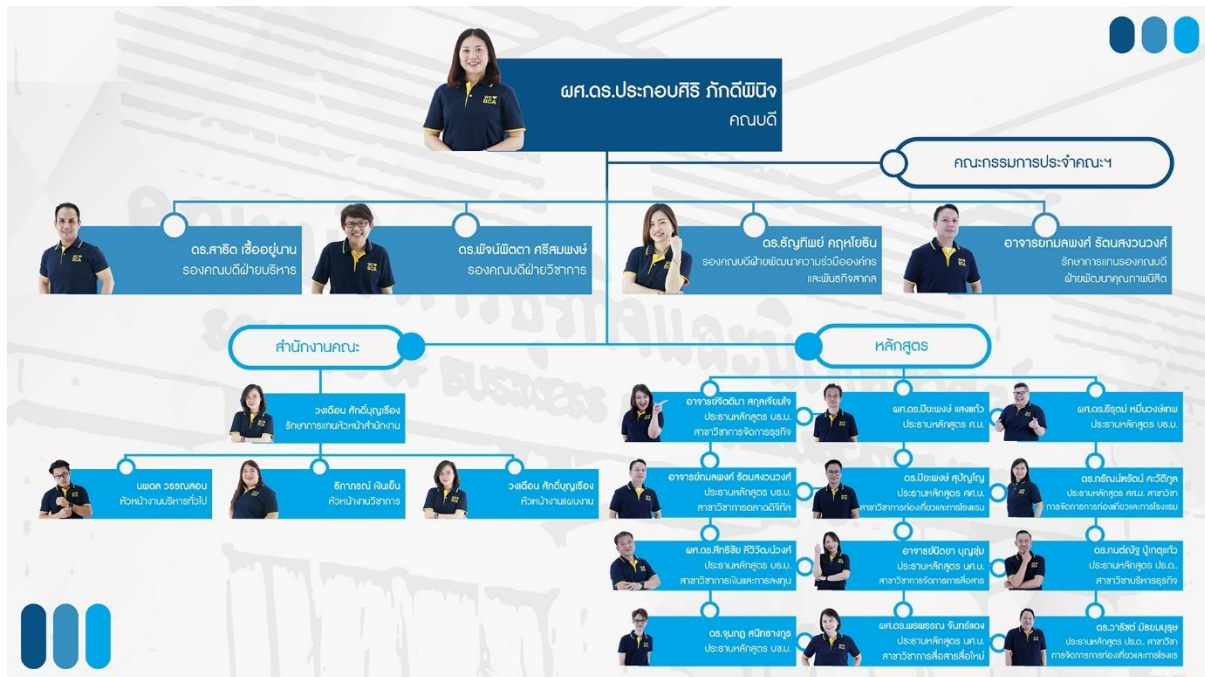 ผศ.ดร.ประกอบศิริ ภักดีพินิจ
คณบดี
คณะกรรมการประจำคณะฯ
ดร.สาธิต เชื้ออยู่นาน
รองคณบดีฝ่ายบริหาร
ดร.พัจน์พิตตา ศรีสมพงษ์
รองคณบดีฝ่ายวิชาการ
ดร.ธัญทิพย์ คฤหโยธิน
รองคณบดีฝ่ายพัฒนาความร่วมมือองค์กร
และพันธกิจสากล
อาจารย์กมลพงศ์ รัตนสงวนวงศ์
รักษาการแทนรองคณบดี
ฝ่ายพัฒนาคุณภาพนิสิต
สำนักงานคณะ
วงเดือน ศักดิ์บุญเรือง
รักษาการแทนหัวหน้าสำนักงาน
นพดล วรรณสอน
หัวหน้างานบริหารทั่วไป
ธิภากรณ์ เงินเย็น
หัวหน้างานวิชาการ
วงเดือน ศักดิ์บุญเรือง
หัวหน้างานแผนงาน
หลักสูตร
อาจารย์จิตติมา สกุลเจียมใจ
ประธานหลักสูตร บธ.บ.
สาขาวิชาการจัดการธุรกิจ
ผศ.ดร.ปิยะพงษ์ แสงแก้ว
ประธานหลักสูตร ศ.บ.
ผศ.ดร.ธีรุตม์ หมื่นวงษ์เทพ
ประธานหลักสูตร บธ.ม.
อาจารย์กมลพงศ์ รัตนสงวนวงศ์
ประธานหลักสูตร บธ.บ.
สาขาวิชาการตลาดดิจิทัล
ดร.ปิยะพงษ์ สุปัญโญ
ประธานหลักสูตร ศศ.บ.
สาขาวิชาการท่องเที่ยวและการโรงแรม
ประธานหลักสูตร ศศ.ม. สาขาวิชา
การจัดการการท่องเที่ยวและการโรงแรม
ผศ.ดร.สิทธิชัย ศิวิวัฒน์วงศ์
ประธานหลักสูตร บธ.บ.
สาขาวิชาการเงินและการลงทุน
อาจารย์นิตยา บุญชุ่ม
ประธานหลักสูตร นศ.บ.
สาขาวิชาการจัดการการสื่อสาร
ดร.กนต์ณัฐ ปู่เกตุแก้ว
ประธานหลักสูตร ปร.ด..
สาขาวิชาบริหารธุรกิจ
ดร.จุมกฎ สนิทธางกูร
ประธานหลักสูตร บช.บ.
ผศ.ดร.พรพรรณ จันทร์แดง
ประธานหลักสูตร นศ.บ.
สาขาวิชาการสื่อสารสื่อใหม่
ดร.วารัชต์ มัธยมบุรุษ
ประธานหลักสูตร ปร.ด.. สาขาวิชา
การจัดการการท่องเที่ยวและการโรงแร